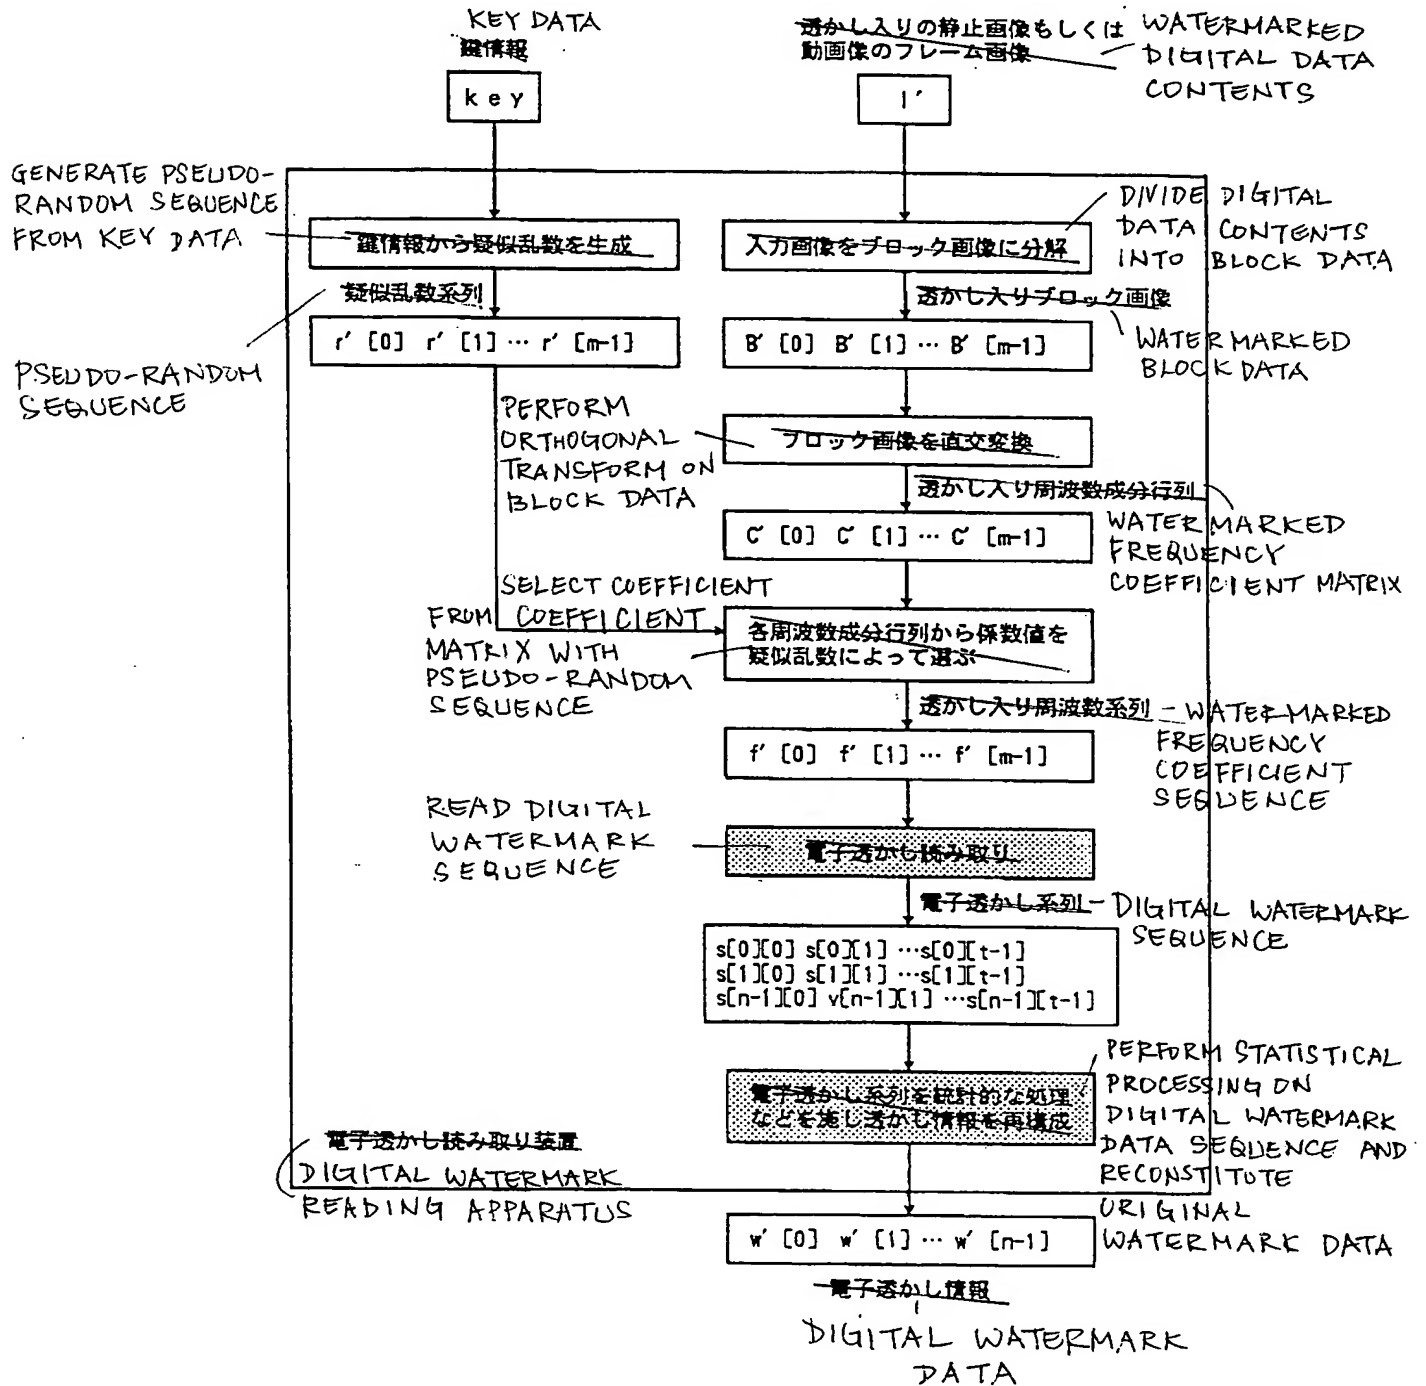 KEY DATA
鍵情報
key
透かし入りの静止画像もしくは
動画像のフレーム画像
WATERMARKED
DIGITAL DATA
CONTENTS
I′
GENERATE PSEUDO-
RANDOM SEQUENCE
FROM KEY DATA
鍵情報から疑似乱数を生成
入力画像をブロック画像に分解
DIVIDE DIGITAL
DATA CONTENTS
INTO BLOCK DATA
疑似乱数系列
透かし入りブロック画像
r′ [0] r′ [1] … r′ [m-1]
B′ [0] B′ [1] … B′ [m-1]
WATERMARKED
BLOCK DATA
PSEUDO-RANDOM
SEQUENCE
PERFORM
ORTHOGONAL
TRANSFORM ON
BLOCK DATA
ブロック画像を直交変換
透かし入り周波数成分行列
C′ [0] C′ [1] … C′ [m-1]
WATERMARKED
FREQUENCY
COEFFICIENT MATRIX
SELECT COEFFICIENT
FROM COEFFICIENT
MATRIX WITH
PSEUDO-RANDOM
SEQUENCE
各周波数成分行列から係数値を
疑似乱数によって選ぶ
透かし入り周波数系列
WATERMARKED
FREQUENCY
COEFFICIENT
SEQUENCE
f′ [0] f′ [1] … f′ [m-1]
READ DIGITAL
WATERMARK
SEQUENCE
電子透かし読み取り
電子透かし系列
DIGITAL WATERMARK
SEQUENCE
s[0][0] s[0][1] …s[0][t-1]
s[1][0] s[1][1] …s[1][t-1]
s[n-1][0] v[n-1][1] …s[n-1][t-1]
電子透かし系列を統計的な処理
などを施し透かし情報を再構成
PERFORM STATISTICAL
PROCESSING ON
DIGITAL WATERMARK
DATA SEQUENCE AND
RECONSTITUTE
ORIGINAL
WATERMARK DATA
電子透かし読み取り装置
DIGITAL WATERMARK
READING APPARATUS
w′ [0] w′ [1] … w′ [n-1]
電子透かし情報
DIGITAL WATERMARK
DATA